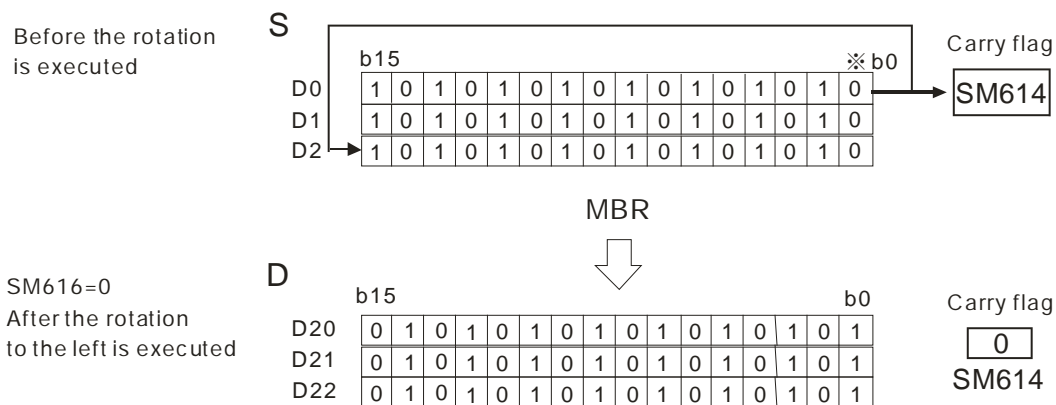 S
Before the rotation
is executed
Carry flag
b15 ※ b0
D0 1 0 1 0 1 0 1 0 1 0 1 0 1 0 1 0 SM614
D1 1 0 1 0 1 0 1 0 1 0 1 0 1 0 1 0
D2 1 0 1 0 1 0 1 0 1 0 1 0 1 0 1 0
MBR
SM616=0
After the rotation
to the left is executed
D
b15 b0
Carry flag
D20 0 1 0 1 0 1 0 1 0 1 0 1 0 1 0 1
D21 0 1 0 1 0 1 0 1 0 1 0 1 0 1 0 1
D22 0 1 0 1 0 1 0 1 0 1 0 1 0 1 0 1
0
SM614